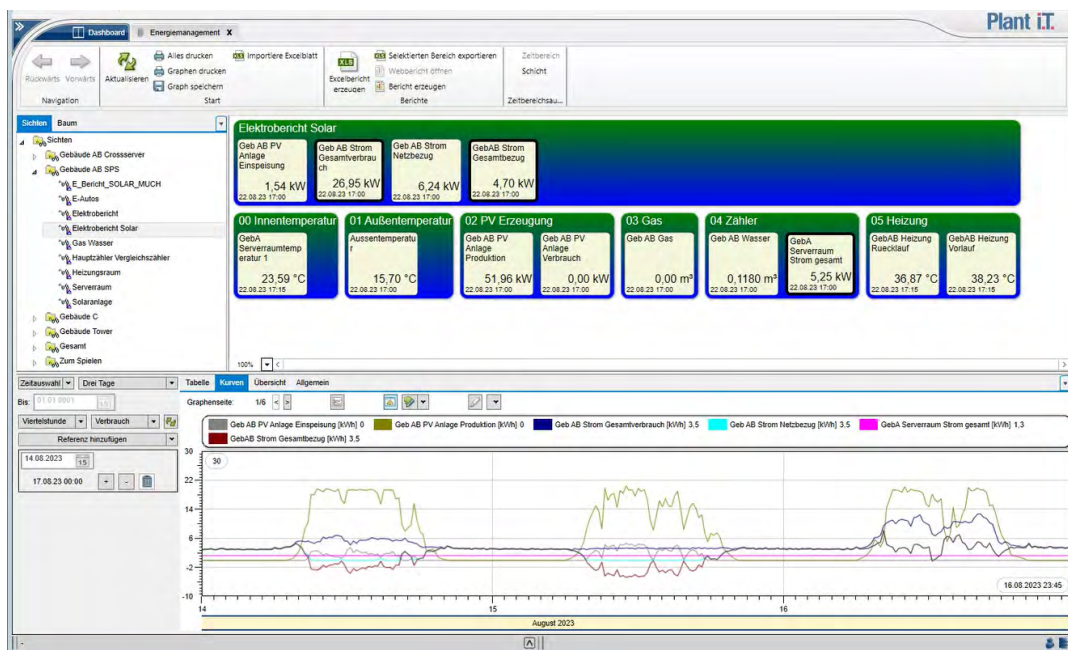 Plant i.T.
Dashboard
Energiemanagement X
Rückwärts Vorwärts
Navigation
Aktualisieren
Alles drucken
Graphen drucken
Graph speichern
Importiere Excelblatt
Start
XLS
Excelbericht
erzeugen
Selektierten Bereich exportieren
Webbericht öffnen
Bericht erzeugen
Berichte
Zeitbereich
Schicht
Zeitbereichsau...
Sichten Baum
Sichten
Gebäude AB Crossserver
Gebäude AB SPS
E_Bericht_SOLAR_MUCH
E-Autos
Elektrobericht
Elektrobericht Solar
Gas Wasser
Hauptzähler Vergleichszähler
Heizungsraum
Serverraum
Solaranlage
Gebäude C
Gebäude Tower
Gesamt
Zum Spielen
Elektrobericht Solar
Geb AB PV
Anlage
Einspeisung
1,54 kW
22.08.23 17:00
Geb AB Strom
Gesamtverbrau
ch
26,95 kW
22.08.23 17:00
Geb AB Strom
Netzbezug
6,24 kW
22.08.23 17:00
GebAB Strom
Gesamtbezug
4,70 kW
22.08.23 17:00
00 Innentemperatur
GebA
Serverraumtemp
eratur 1
23,59 °C
22.08.23 17:15
01 Außentemperatur
Aussentemperatu
r
15,70 °C
22.08.23 17:15
02 PV Erzeugung
Geb AB PV
Anlage
Produktion
51,96 kW
22.08.23 17:00
Geb AB PV
Anlage
Verbrauch
0,00 kW
22.08.23 17:00
03 Gas
Geb AB Gas
0,00 m³
22.08.23 17:00
04 Zähler
Geb AB Wasser
0,1180 m³
22.08.23 17:00
GebA
Serverraum
Strom gesamt
5,25 kW
22.08.23 17:00
05 Heizung
GebAB Heizung
Ruecklauf
36,87 °C
22.08.23 17:15
GebAB Heizung
Vorlauf
38,23 °C
22.08.23 17:15
100%
Zeitauswahl Drei Tage
Bis: 01.01.0001 15
Viertelstunde Verbrauch
Referenz hinzufügen
14.08.2023 15
17.08.23 00:00 + -
Tabelle Kurven Übersicht Allgemein
Graphenseite: 1/6 < >
Geb AB PV Anlage Einspeisung [kWh] 0
Geb AB PV Anlage Produktion [kWh] 0
Geb AB Strom Gesamtverbrauch [kWh] 3,5
Geb AB Strom Netzbezug [kWh] 3,5
GebA Serverraum Strom gesamt [kWh] 1,3
GebAB Strom Gesamtbezug [kWh] 3,5
30
30
22
14
6
-2
-10
16.08.2023 23:45
14 15 16
August 2023